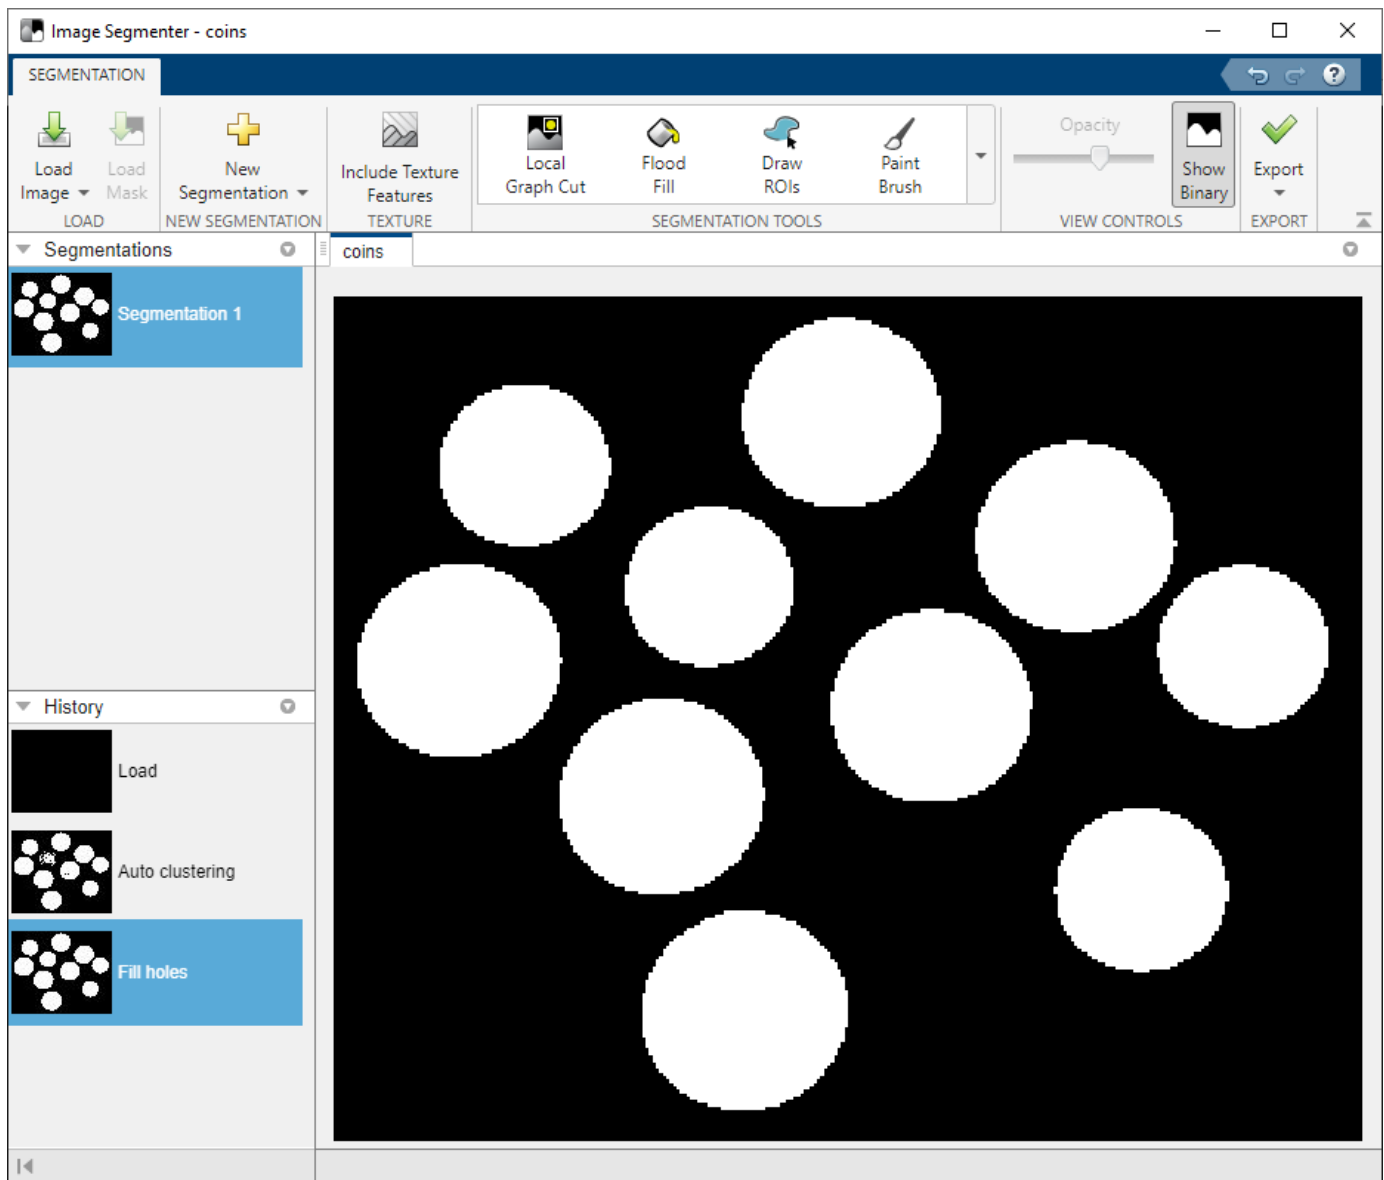 Image Segmenter - coins
SEGMENTATION
Load
Image
Load
Mask
New
Segmentation
Include Texture
Features
Local
Graph Cut
Flood
Fill
Draw
ROIs
Paint
Brush
Opacity
Show
Binary
Export
LOAD
NEW SEGMENTATION
TEXTURE
SEGMENTATION TOOLS
VIEW CONTROLS
EXPORT
Segmentations
coins
Segmentation 1
History
Load
Auto clustering
Fill holes